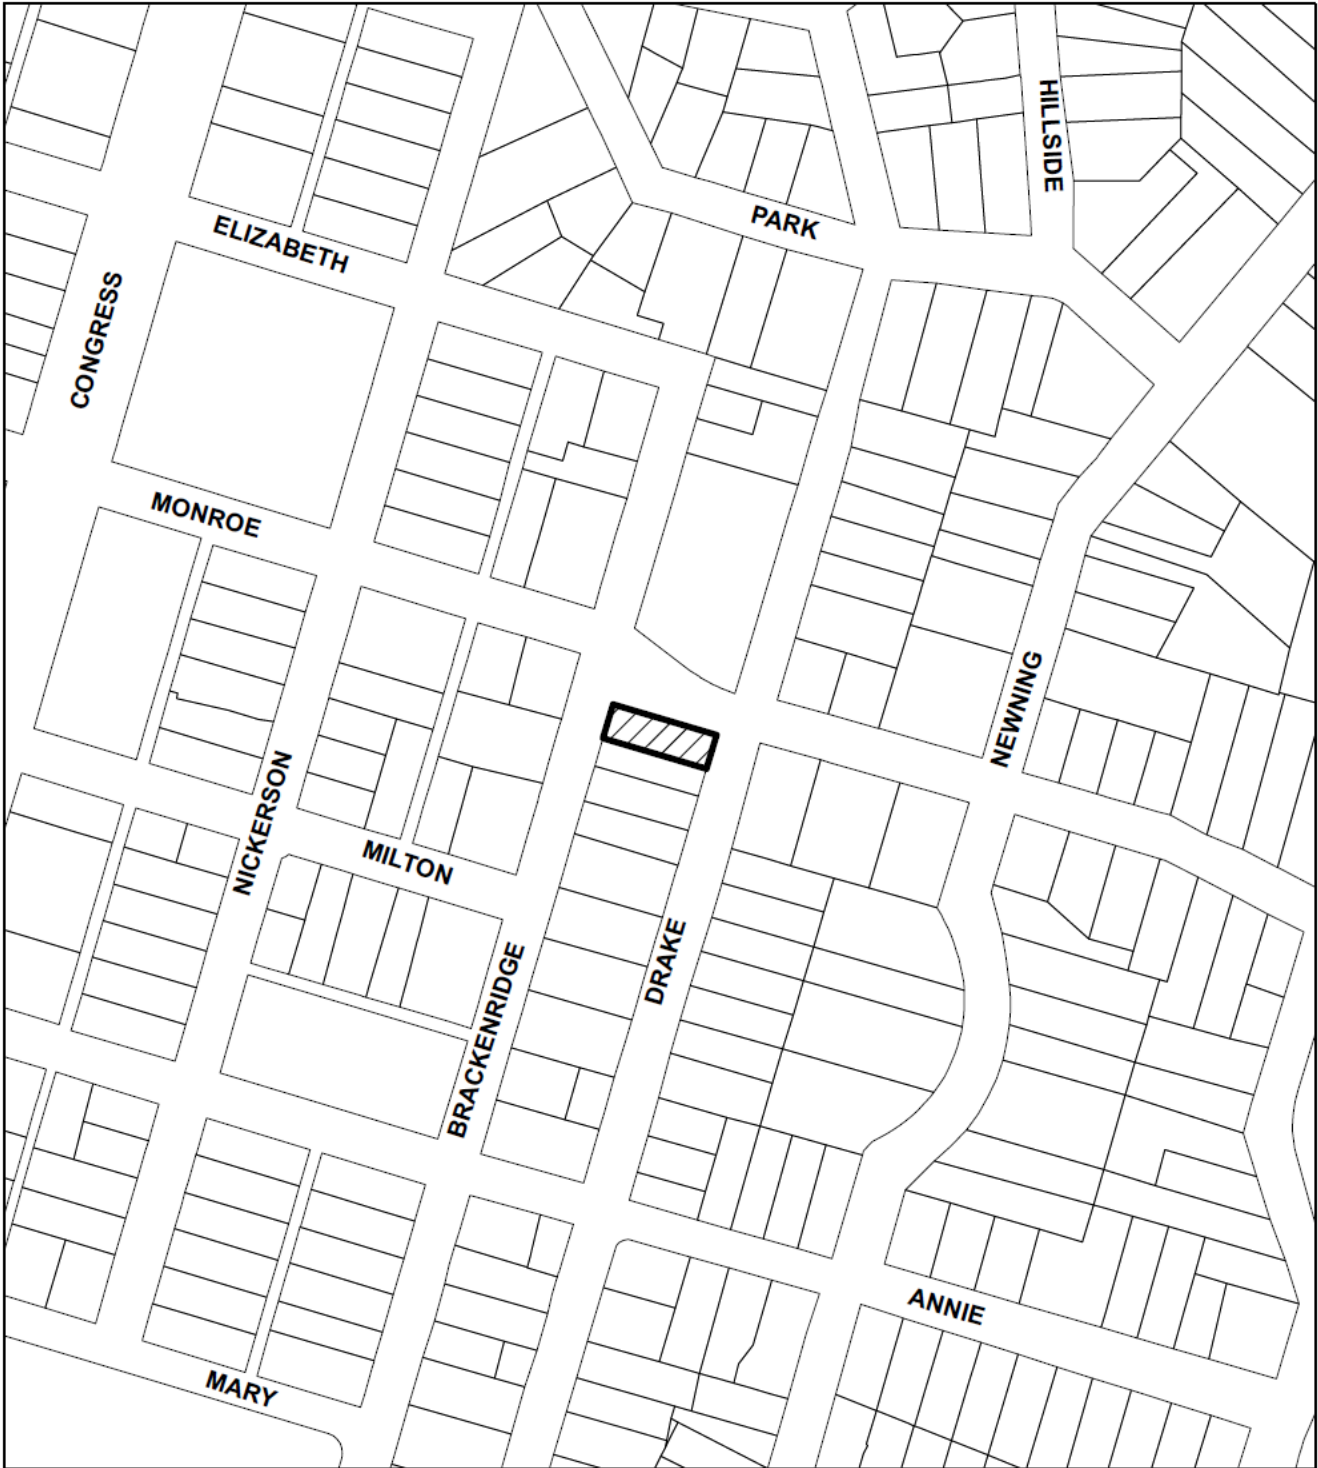 HILLSIDE
PARK
ELIZABETH
CONGRESS
MONROE
NEWNING
NICKERSON
MILTON
DRAKE
BRACKENRIDGE
ANNIE
MARY